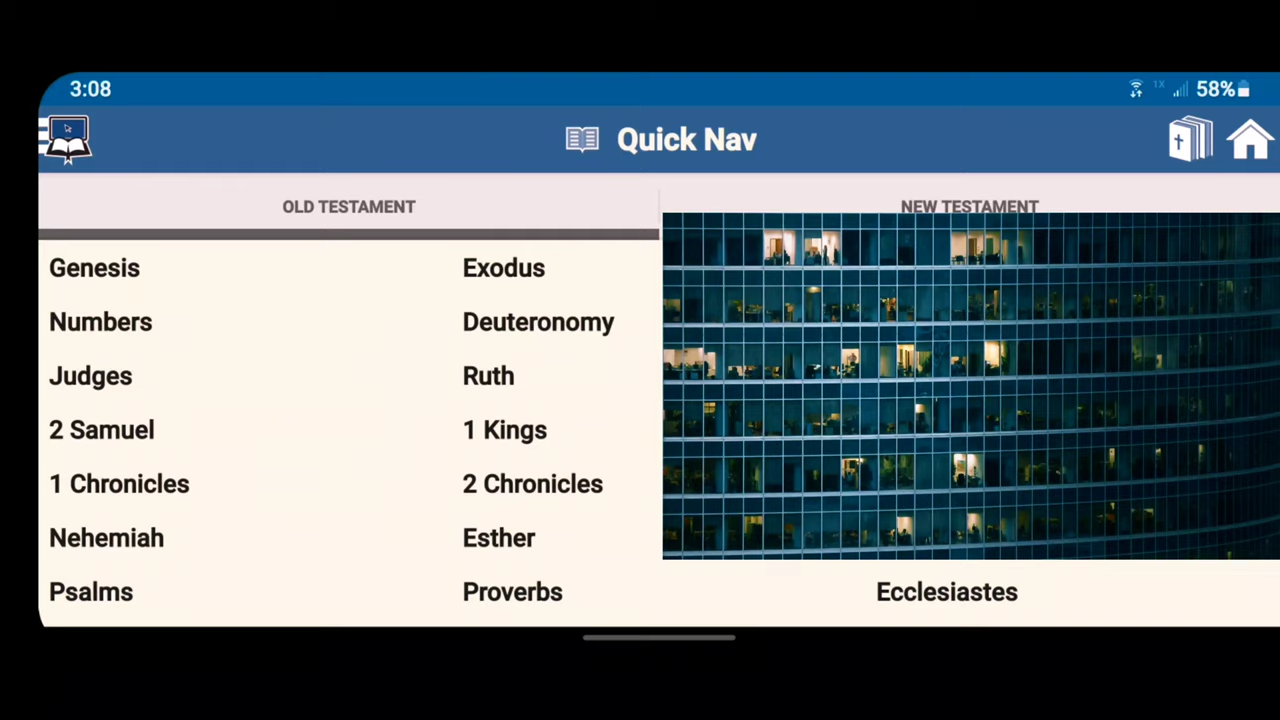 3:08 1X 58%
Quick Nav
OLD TESTAMENT NEW TESTAMENT
Genesis Exodus
Numbers Deuteronomy
Judges Ruth
2 Samuel 1 Kings
1 Chronicles 2 Chronicles
Nehemiah Esther
Psalms Proverbs Ecclesiastes